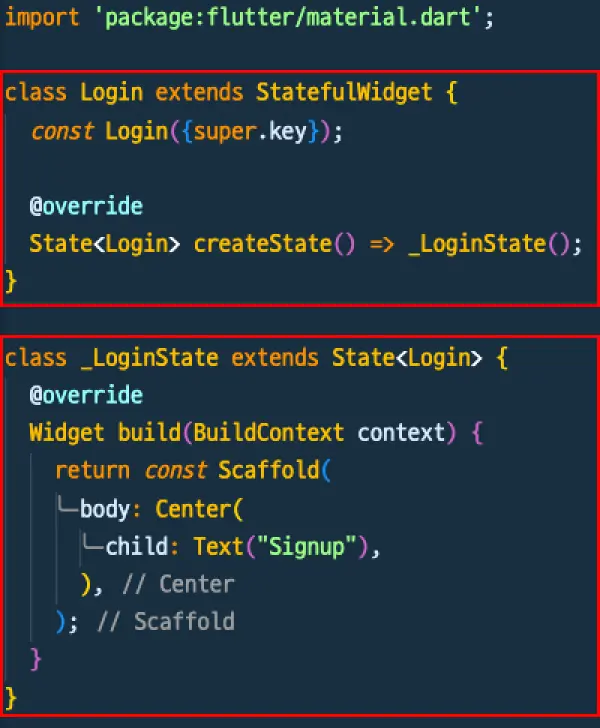 import 'package:flutter/material.dart';
class Login extends StatefulWidget {
const Login({super.key});
@override
State<Login> createState() => _LoginState();
}
class _LoginState extends State<Login> {
@override
Widget build(BuildContext context) {
return const Scaffold(
body: Center(
child: Text("Signup"),
), // Center
); // Scaffold
}
}